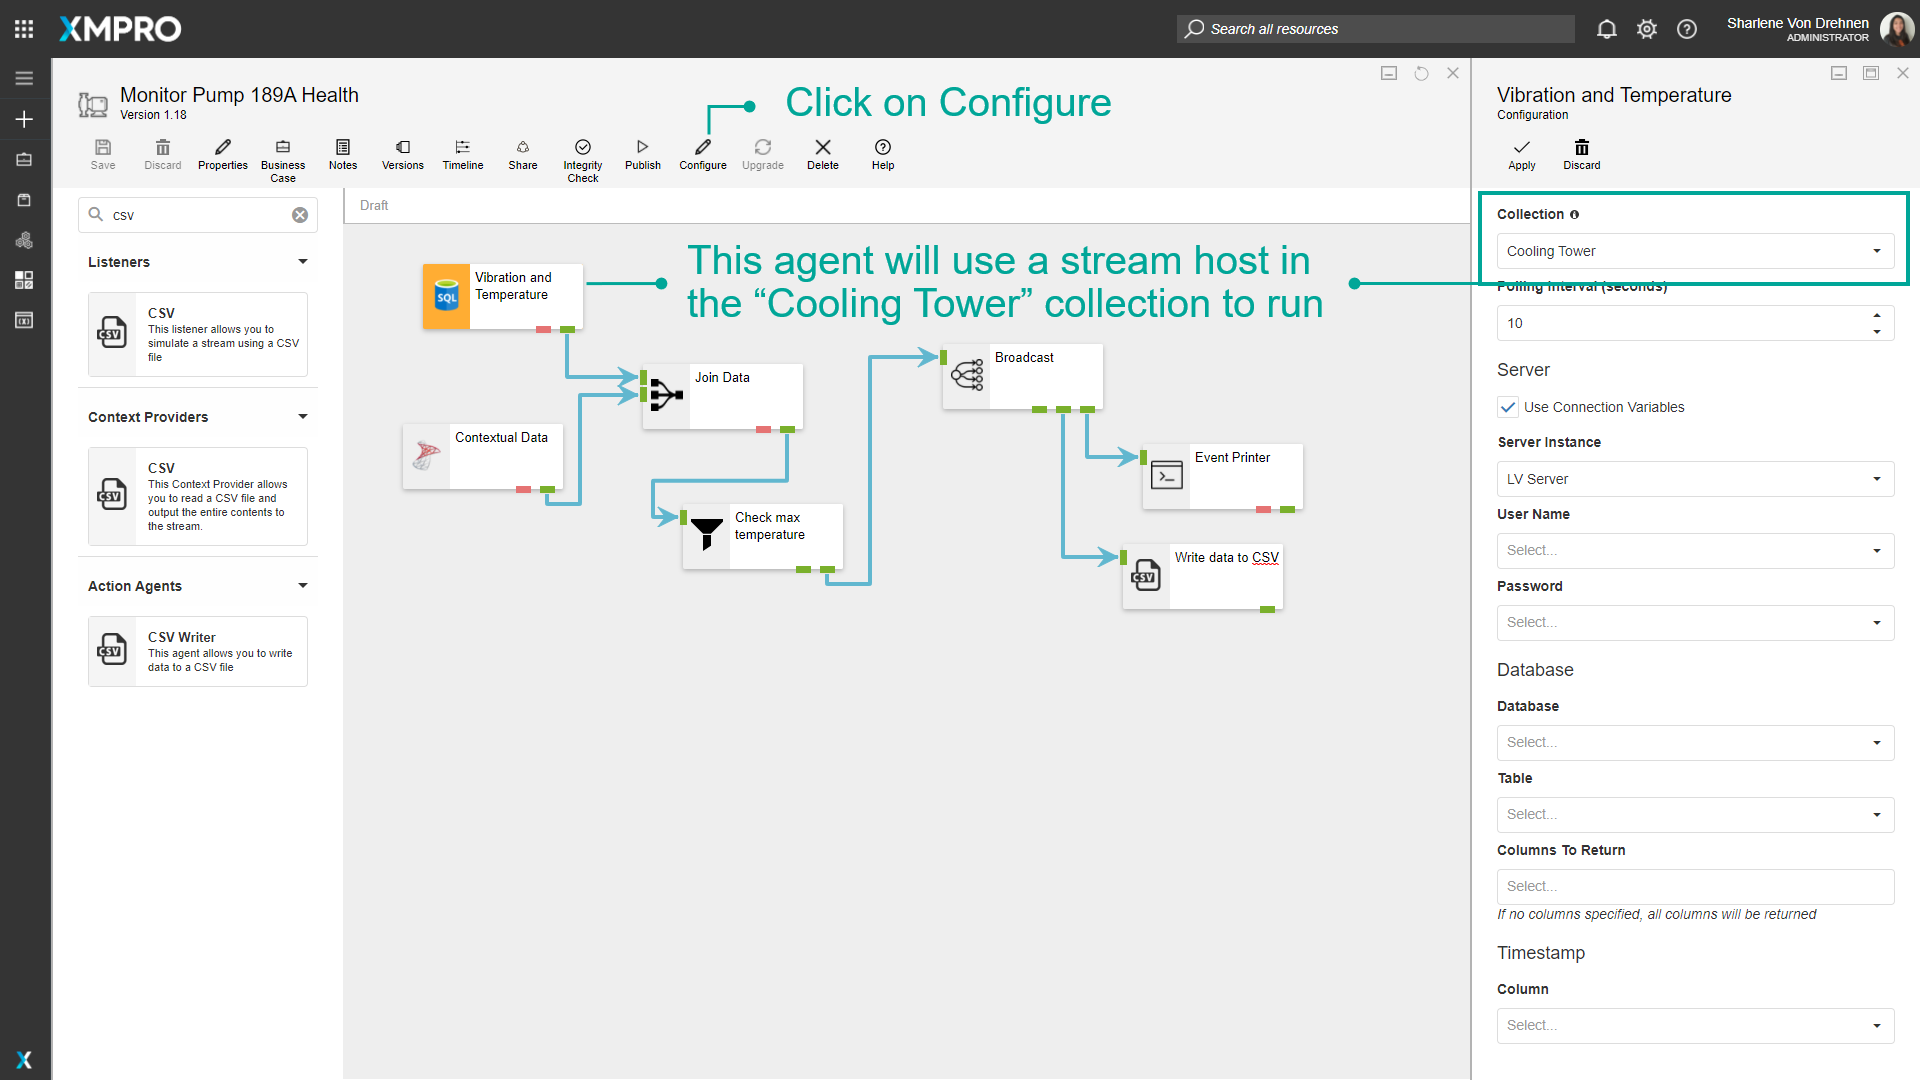 XMPRO
Search all resources
Sharlene Von Drehnen
ADMINISTRATOR
Monitor Pump 189A Health
Version 1.18
Click on Configure
Save
Discard
Properties
Business
Case
Notes
Versions
Timeline
Share
Integrity
Check
Publish
Configure
Upgrade
Delete
Help
csv
Listeners
CSV
This listener allows you to
simulate a stream using a CSV
file
Context Providers
CSV
This Context Provider allows
you to read a CSV file and
output the entire contents to
the stream.
Action Agents
CSV Writer
This agent allows you to write
data to a CSV file
Draft
This agent will use a stream host in
the “Cooling Tower” collection to run
SQL
Vibration and
Temperature
Join Data
Contextual Data
Check max
temperature
Broadcast
Event Printer
CSV
Write data to CSV
Vibration and Temperature
Configuration
Apply
Discard
Collection
Cooling Tower
Polling Interval (seconds)
10
Server
Use Connection Variables
Server Instance
LV Server
User Name
Select...
Password
Select...
Database
Database
Select...
Table
Select...
Columns To Return
Select...
If no columns specified, all columns will be returned
Timestamp
Column
Select...